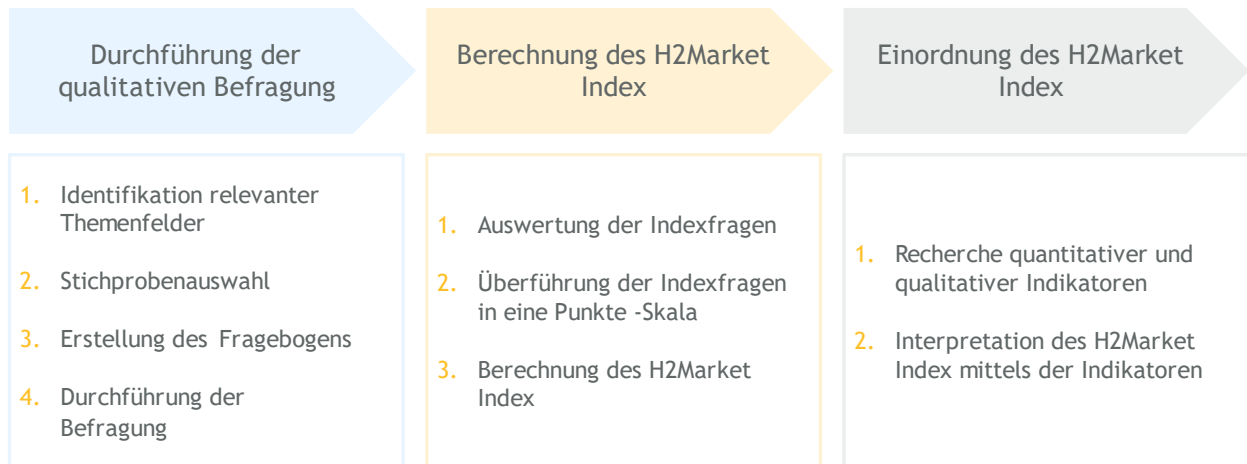 Durchführung der
qualitativen Befragung
1. Identifikation relevanter
Themenfelder
2. Stichprobenauswahl
3. Erstellung des Fragebogens
4. Durchführung der
Befragung
Berechnung des H2Market
Index
1. Auswertung der Indexfragen
2. Überführung der Indexfragen
in eine Punkte -Skala
3. Berechnung des H2Market
Index
Einordnung des H2Market
Index
1. Recherche quantitativer und
qualitativer Indikatoren
2. Interpretation des H2Market
Index mittels der Indikatoren